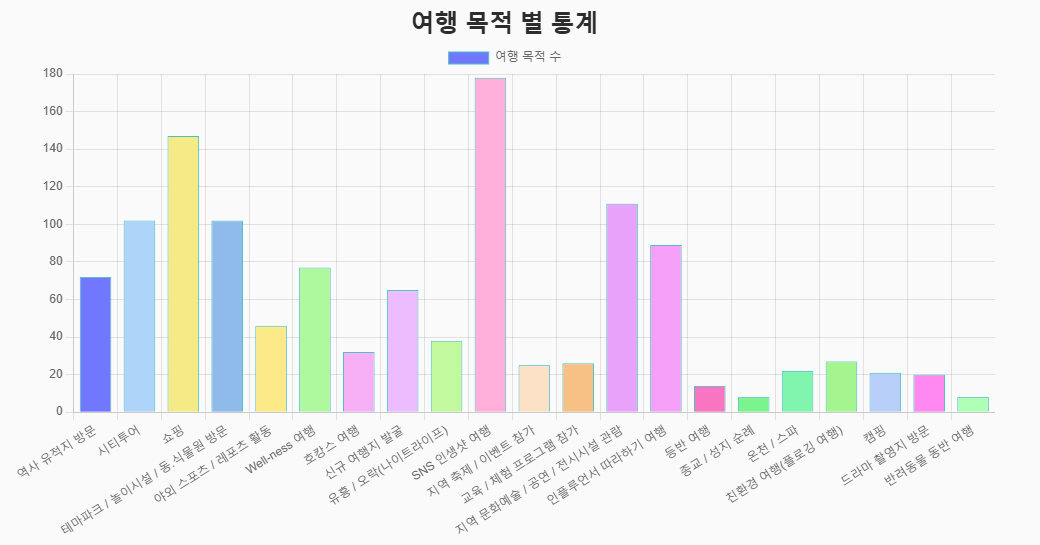 여행 목적 별 통계
여행 목적 수
180
160
140
120
100
80
60
40
20
0
역사 유적지 방문
시티투어
쇼핑
테마파크 / 놀이시설 / 동.식물원 방문
야외 스포츠 / 레포츠 활동
Well-ness 여행
호캉스 여행
신규 여행지 발굴
유흥 / 오락(나이트라이프)
SNS 인생샷 여행
지역 축제 / 이벤트 참가
교육 / 체험 프로그램 참가
지역 문화예술 / 공연 / 전시시설 관람
인플루언서 따라하기 여행
등반 여행
종교 / 성지 순례
온천 / 스파
친환경 여행(플로깅 여행)
캠핑
드라마 촬영지 방문
반려동물 동반 여행